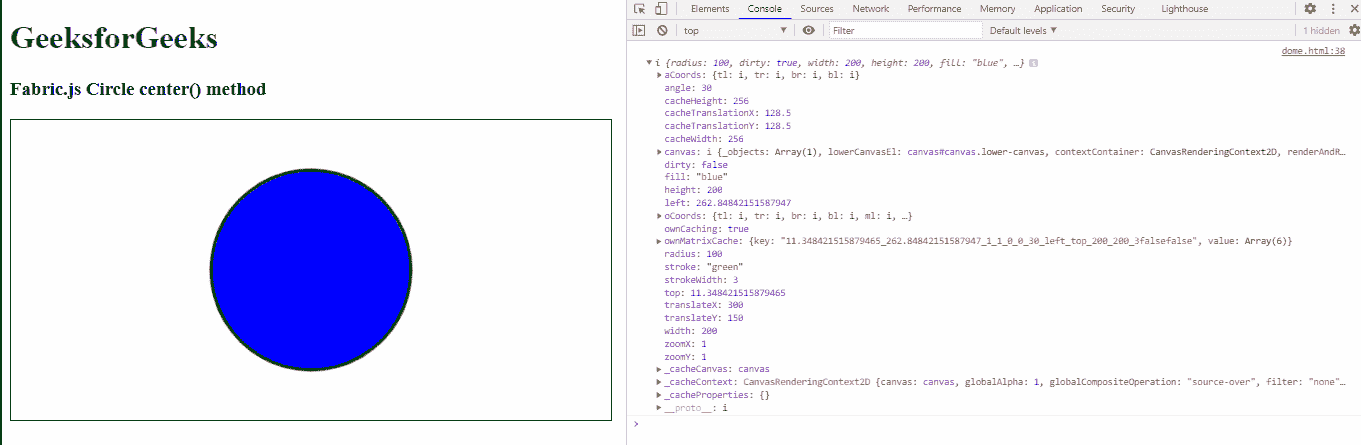 GeeksforGeeks
Fabric.js Circle center() method
Elements Console Sources Network Performance Memory Application Security Lighthouse
top Filter Default levels 1 hidden
dome.html:38
i {radius: 100, dirty: true, width: 200, height: 200, fill: "blue", …}
aCoords: {tl: i, tr: i, br: i, bl: i}
angle: 30
cacheHeight: 256
cacheTranslationX: 128.5
cacheTranslationY: 128.5
cacheWidth: 256
canvas: i {_objects: Array(1), lowerCanvasEl: canvas#canvas.lower-canvas, contextContainer: CanvasRenderingContext2D, renderAndR…
dirty: false
fill: "blue"
height: 200
left: 262.84842151587947
oCoords: {tl: i, tr: i, br: i, bl: i, ml: i, …}
ownCaching: true
ownMatrixCache: {key: "11.348421515879465_262.84842151587947_1_1_0_0_30_left_top_200_200_3falsefalse", value: Array(6)}
radius: 100
stroke: "green"
strokeWidth: 3
top: 11.348421515879465
translateX: 300
translateY: 150
width: 200
zoomX: 1
zoomY: 1
_cacheCanvas: canvas
_cacheContext: CanvasRenderingContext2D {canvas: canvas, globalAlpha: 1, globalCompositeOperation: "source-over", filter: "none"…
_cacheProperties: {}
__proto__: i